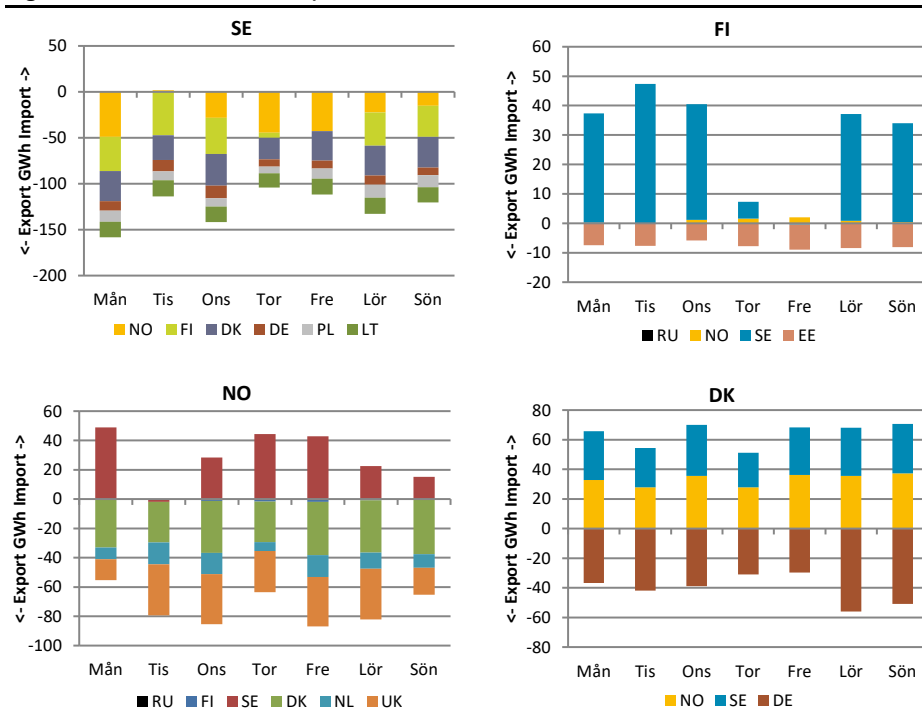 SE
<- Export GWh Import ->
50
0
-50
-100
-150
-200
Mån Tis Ons Tor Fre Lör Sön
NO FI DK DE PL LT
FI
<- Export GWh Import ->
60
50
40
30
20
10
0
-10
-20
Mån Tis Ons Tor Fre Lör Sön
RU NO SE EE
NO
<- Export GWh Import ->
60
40
20
0
-20
-40
-60
-80
-100
Mån Tis Ons Tor Fre Lör Sön
RU FI SE DK NL UK
DK
<- Export GWh Import ->
80
60
40
20
0
-20
-40
-60
-80
Mån Tis Ons Tor Fre Lör Sön
NO SE DE